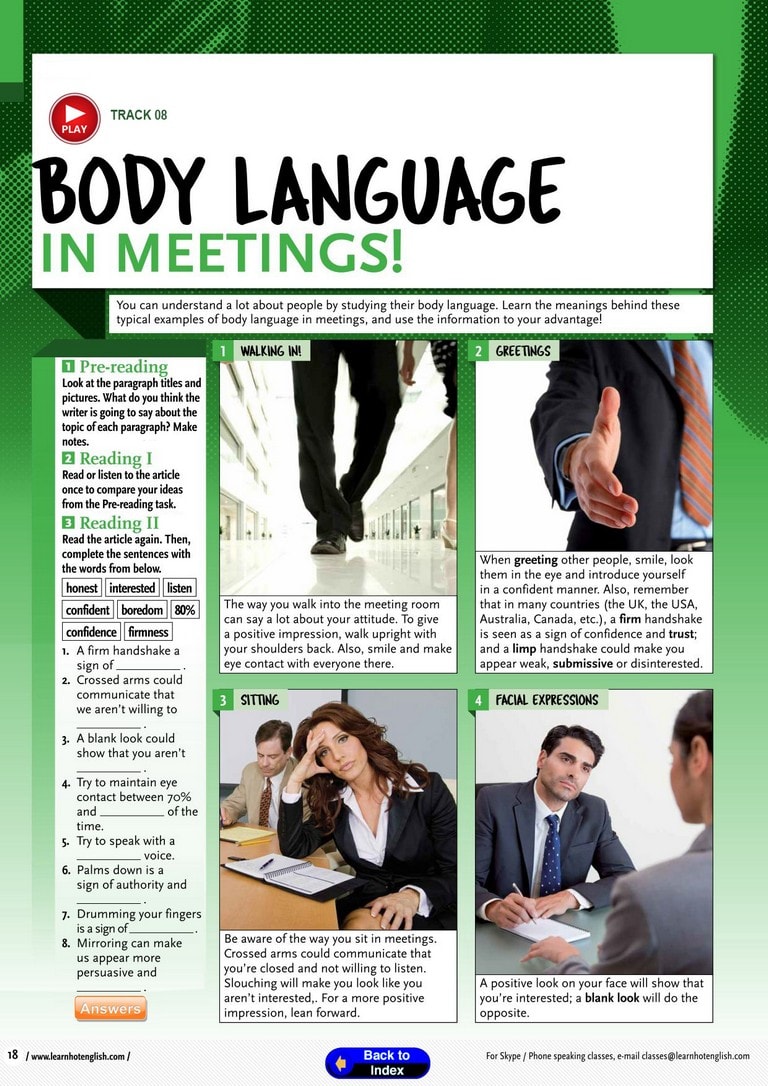 PLAY
TRACK 08
BODY LANGUAGE
IN MEETINGS!
You can understand a lot about people by studying their body language. Learn the meanings behind these
typical examples of body language in meetings, and use the information to your advantage!
1 Pre-reading
Look at the paragraph titles and
pictures. What do you think the
writer is going to say about the
topic of each paragraph? Make
notes.
2 Reading I
Read or listen to the article
once to compare your ideas
from the Pre-reading task.
3 Reading II
Read the article again. Then,
complete the sentences with
the words from below.
honest interested listen
confident boredom 80%
confidence firmness
1. A firm handshake a
sign of __________ .
2. Crossed arms could
communicate that
we aren't willing to
__________ .
3. A blank look could
show that you aren't
__________ .
4. Try to maintain eye
contact between 70%
and __________ of the
time.
5. Try to speak with a
__________ voice.
6. Palms down is a
sign of authority and
__________ .
7. Drumming your fingers
is a sign of __________ .
8. Mirroring can make
us appear more
persuasive and
__________ .
Answers
1 WALKING IN!
The way you walk into the meeting room
can say a lot about your attitude. To give
a positive impression, walk upright with
your shoulders back. Also, smile and make
eye contact with everyone there.
2 GREETINGS
When greeting other people, smile, look
them in the eye and introduce yourself
in a confident manner. Also, remember
that in many countries (the UK, the USA,
Australia, Canada, etc.), a firm handshake
is seen as a sign of confidence and trust;
and a limp handshake could make you
appear weak, submissive or disinterested.
3 SITTING
Be aware of the way you sit in meetings.
Crossed arms could communicate that
you're closed and not willing to listen.
Slouching will make you look like you
aren't interested,. For a more positive
impression, lean forward.
4 FACIAL EXPRESSIONS
A positive look on your face will show that
you're interested; a blank look will do the
opposite.
18 / www.learnhotenglish.com /
Back to
Index
For Skype / Phone speaking classes, e-mail classes@learnhotenglish.com